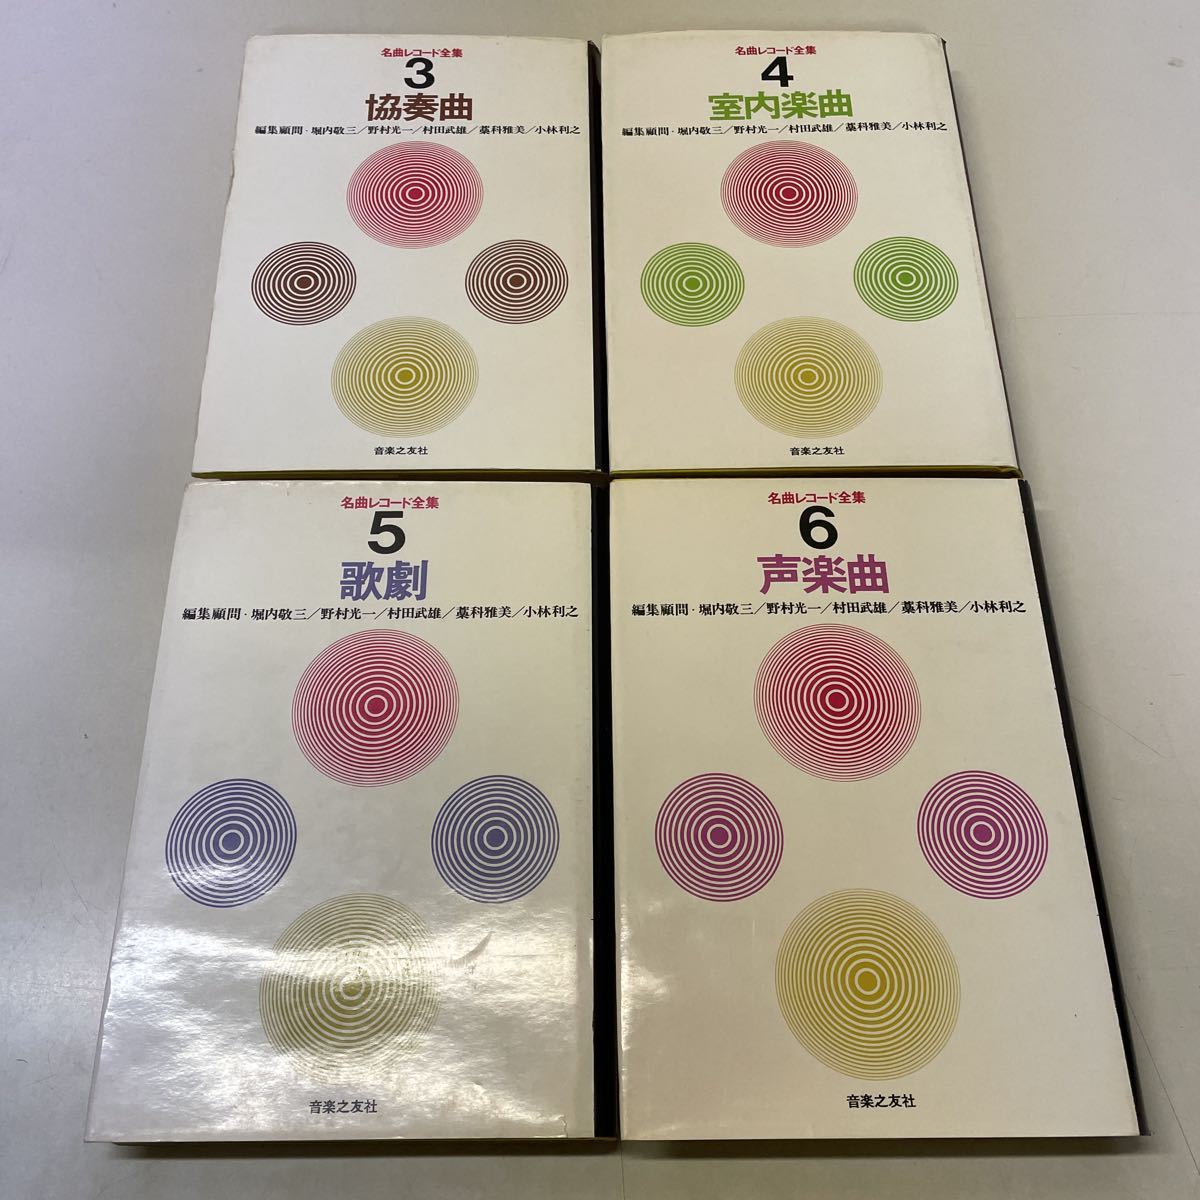 名曲レコード全集
3
協奏曲
編集顧問・堀内敬三／野村光一／村田武雄／藁科雅美／小林利之
音楽之友社
名曲レコード全集
4
室内楽曲
編集顧問・堀内敬三／野村光一／村田武雄／藁科雅美／小林利之
音楽之友社
名曲レコード全集
5
歌劇
編集顧問・堀内敬三／野村光一／村田武雄／藁科雅美／小林利之
音楽之友社
名曲レコード全集
6
声楽曲
編集顧問・堀内敬三／野村光一／村田武雄／藁科雅美／小林利之
音楽之友社